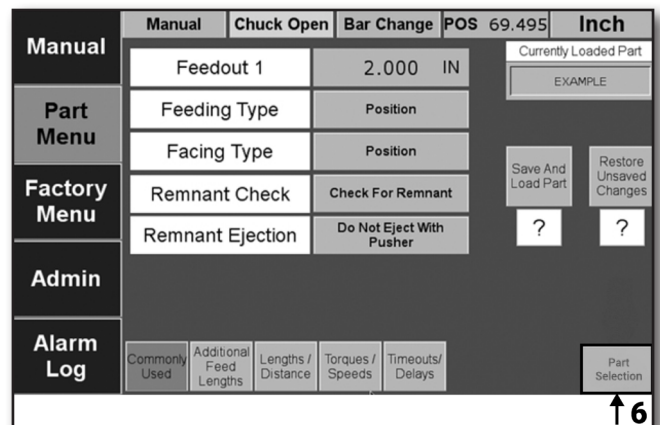 Manual
Chuck Open
Bar Change
POS 69.495
Inch
Manual
Part
Menu
Factory
Menu
Admin
Alarm
Log
Feedout 1
2.000 IN
Feeding Type
Position
Facing Type
Position
Remnant Check
Check For Remnant
Remnant Ejection
Do Not Eject With
Pusher
Currently Loaded Part
EXAMPLE
Save And
Load Part
Restore
Unsaved
Changes
?
?
Commonly
Used
Additional
Feed
Lengths
Lengths /
Distance
Torques /
Speeds
Timeouts/
Delays
Part
Selection
6